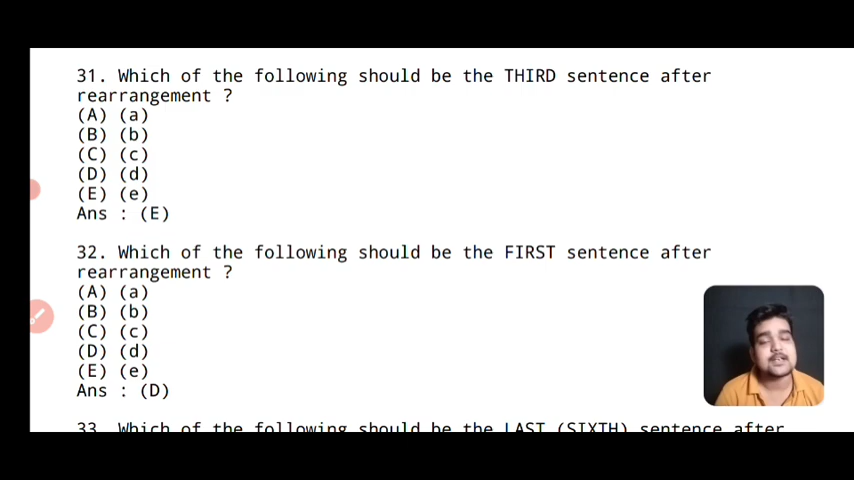 31. Which of the following should be the THIRD sentence after
rearrangement ?
(A) (a)
(B) (b)
(C) (c)
(D) (d)
(E) (e)
Ans : (E)
32. Which of the following should be the FIRST sentence after
rearrangement ?
(A) (a)
(B) (b)
(C) (c)
(D) (d)
(E) (e)
Ans : (D)
33. Which of the following should be the LAST (SIXTH) sentence after